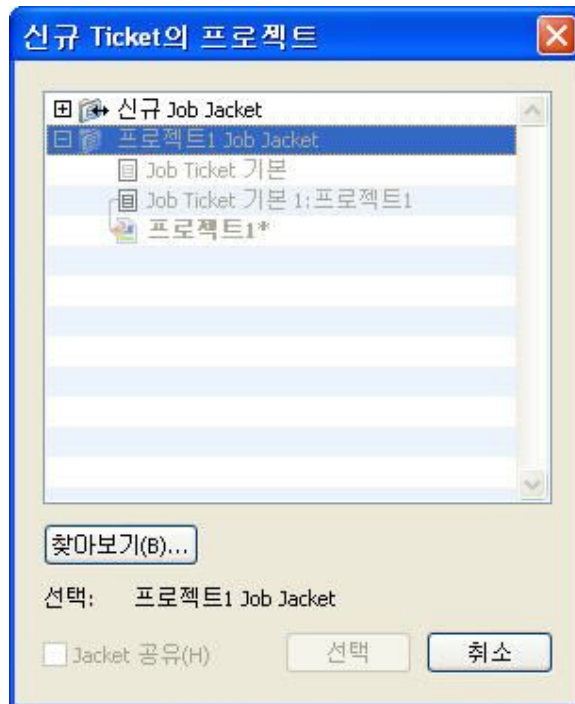 신규 Ticket의 프로젝트
신규 Job Jacket
프로젝트1 Job Jacket
Job Ticket 기본
Job Ticket 기본 1:프로젝트1
프로젝트1*
찾아보기(B)...
선택: 프로젝트1 Job Jacket
Jacket 공유(H) 선택 취소